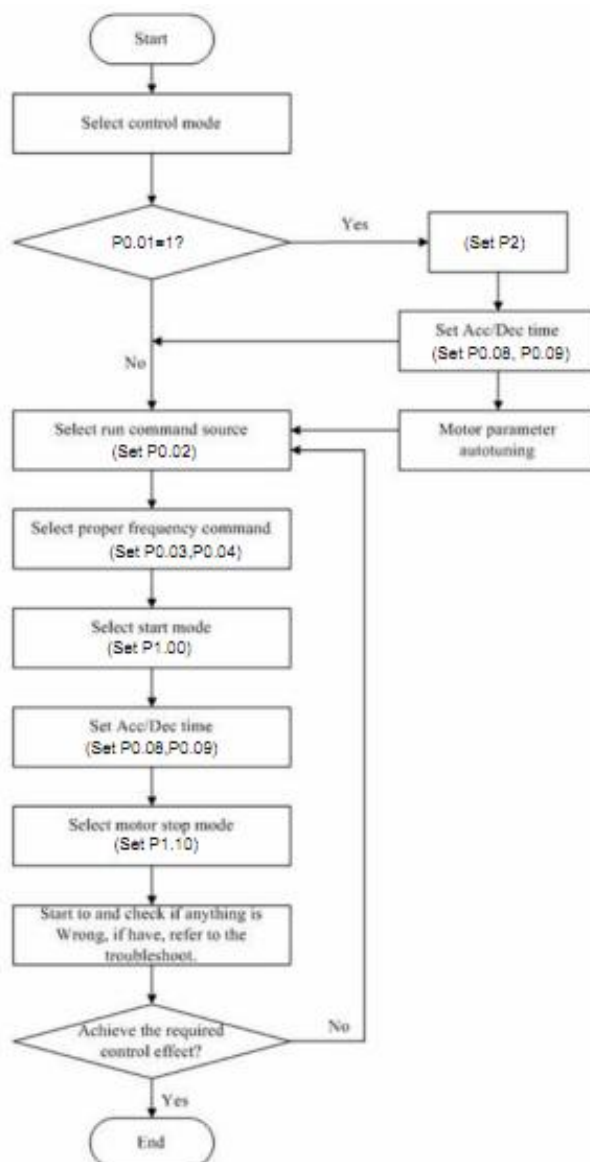 Start
Select control mode
P0.01=1?
Yes
(Set P2)
Set Acc/Dec time
(Set P0.08, P0.09)
No
Select run command source
(Set P0.02)
Motor parameter
autotuning
Select proper frequency command
(Set P0.03,P0.04)
Select start mode
(Set P1.00)
Set Acc/Dec time
(Set P0.08,P0.09)
Select motor stop mode
(Set P1.10)
Start to and check if anything is
Wrong, if have, refer to the
troubleshoot.
Achieve the required
control effect?
No
Yes
End